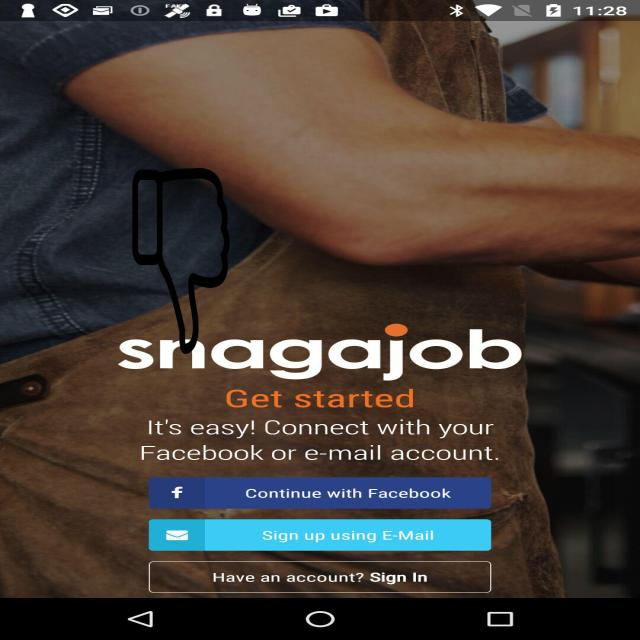 11:28
snagajob
Get started
It's easy! Connect with your
Facebook or e-mail account.
f Continue with Facebook
Sign up using E-Mail
Have an account? Sign In